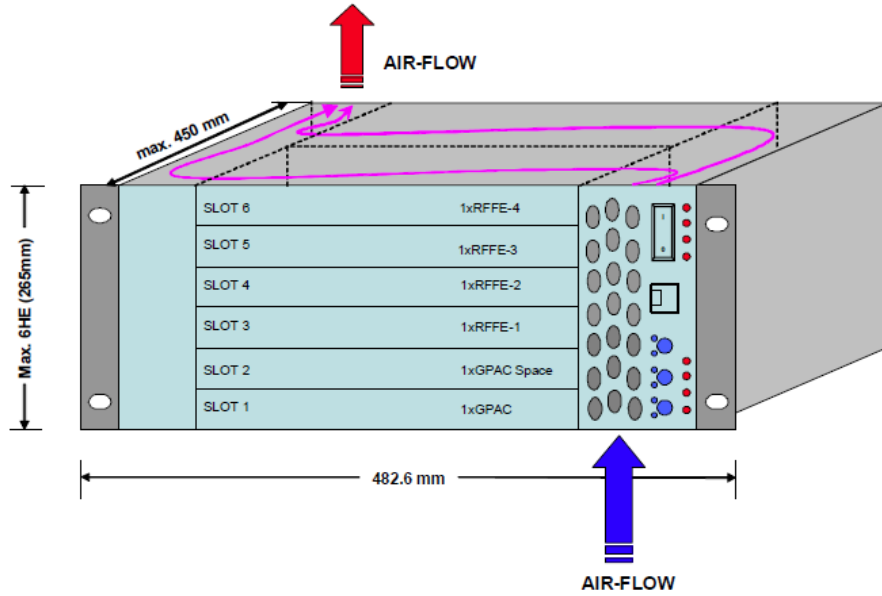 AIR-FLOW
max. 450 mm
Max. 6HE (265mm)
SLOT 6 1xRFFE-4
SLOT 5 1xRFFE-3
SLOT 4 1xRFFE-2
SLOT 3 1xRFFE-1
SLOT 2 1xGPAC Space
SLOT 1 1xGPAC
482.6 mm
AIR-FLOW